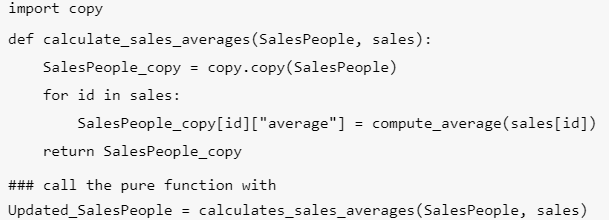 import copy
def calculate_sales_averages(SalesPeople, sales):
    SalesPeople_copy = copy.copy(SalesPeople)
    for id in sales:
        SalesPeople_copy[id]["average"] = compute_average(sales[id])
    return SalesPeople_copy
### call the pure function with
Updated_SalesPeople = calculates_sales_averages(SalesPeople, sales)